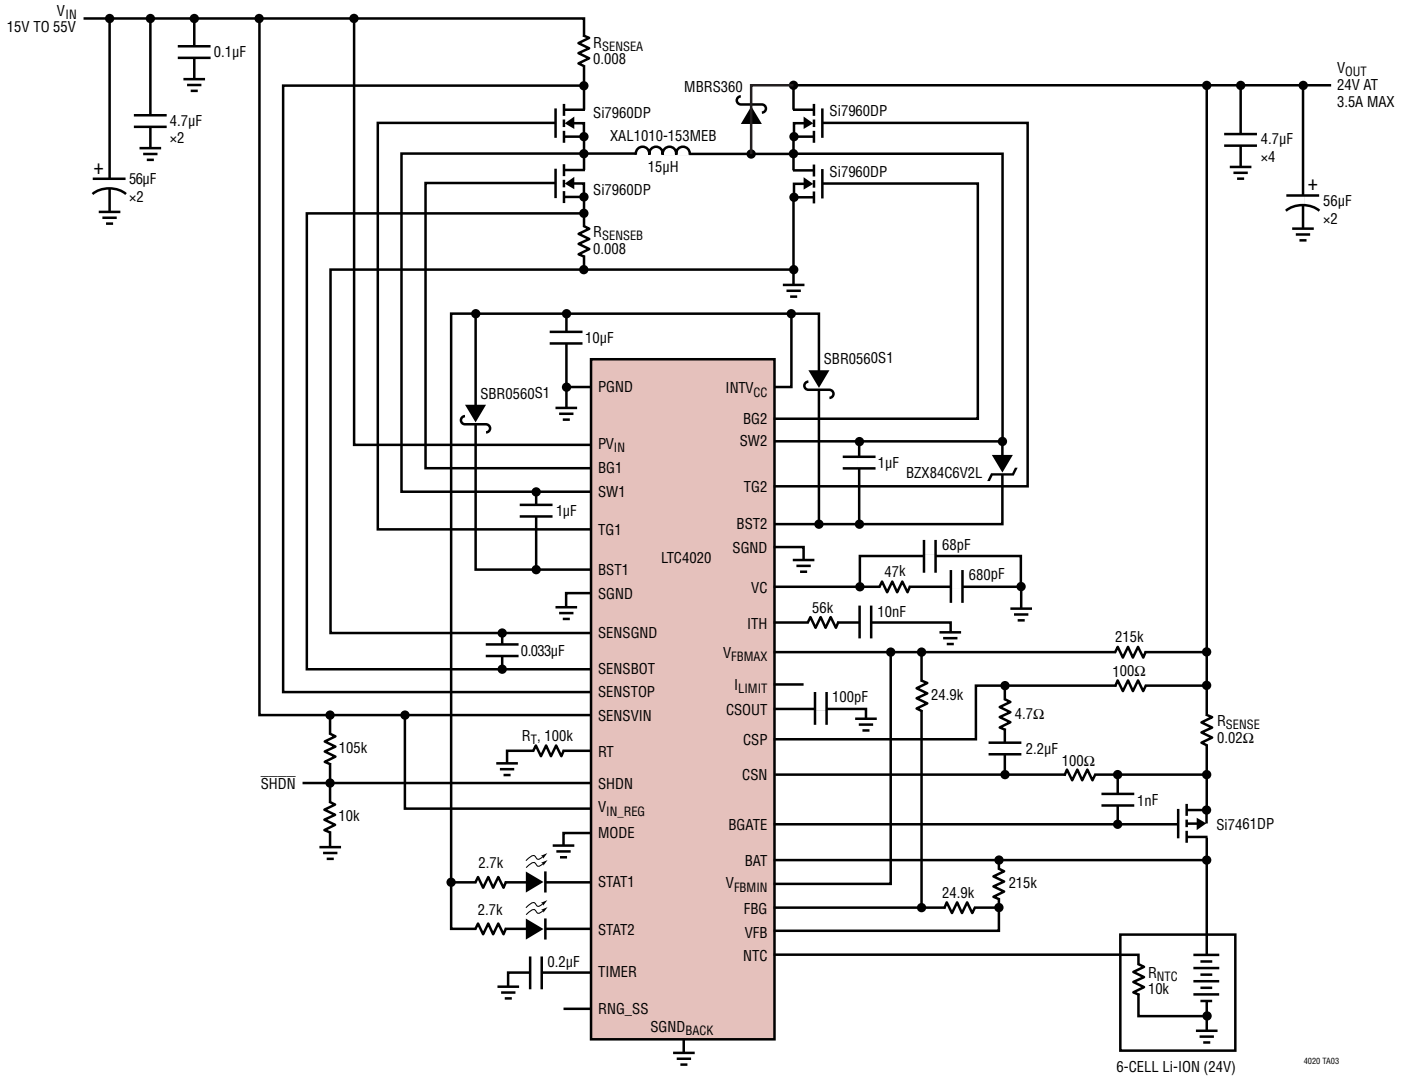 VIN
15V TO 55V
0.1µF
4.7µF
×2
+
56µF
×2
RSENSEA
0.008
Si7960DP
XAL1010-153MEB
15µH
MBRS360
Si7960DP
Si7960DP
Si7960DP
RSENSEB
0.008
VOUT
24V AT
3.5A MAX
4.7µF
×4
+
56µF
×2
10µF
SBR0560S1
SBR0560S1
1µF
1µF
BZX84C6V2L
LTC4020
PGND
PVIN
BG1
SW1
TG1
BST1
SGND
SENSGND
SENSBOT
SENSTOP
SENSVIN
RT
SHDN
VIN_REG
MODE
STAT1
STAT2
TIMER
RNG_SS
SGNDBACK
INTVCC
BG2
SW2
TG2
BST2
SGND
VC
ITH
VFBMAX
ILIMIT
CSOUT
CSP
CSN
BGATE
BAT
VFBMIN
FBG
VFB
NTC
0.033µF
105k
SHDN
10k
RT, 100k
2.7k
2.7k
0.2µF
68pF
47k
680pF
56k
10nF
215k
100Ω
24.9k
100pF
4.7Ω
2.2µF
100Ω
RSENSE
0.02Ω
1nF
Si7461DP
215k
24.9k
RNTC
10k
6-CELL Li-ION (24V)
4020 TA03